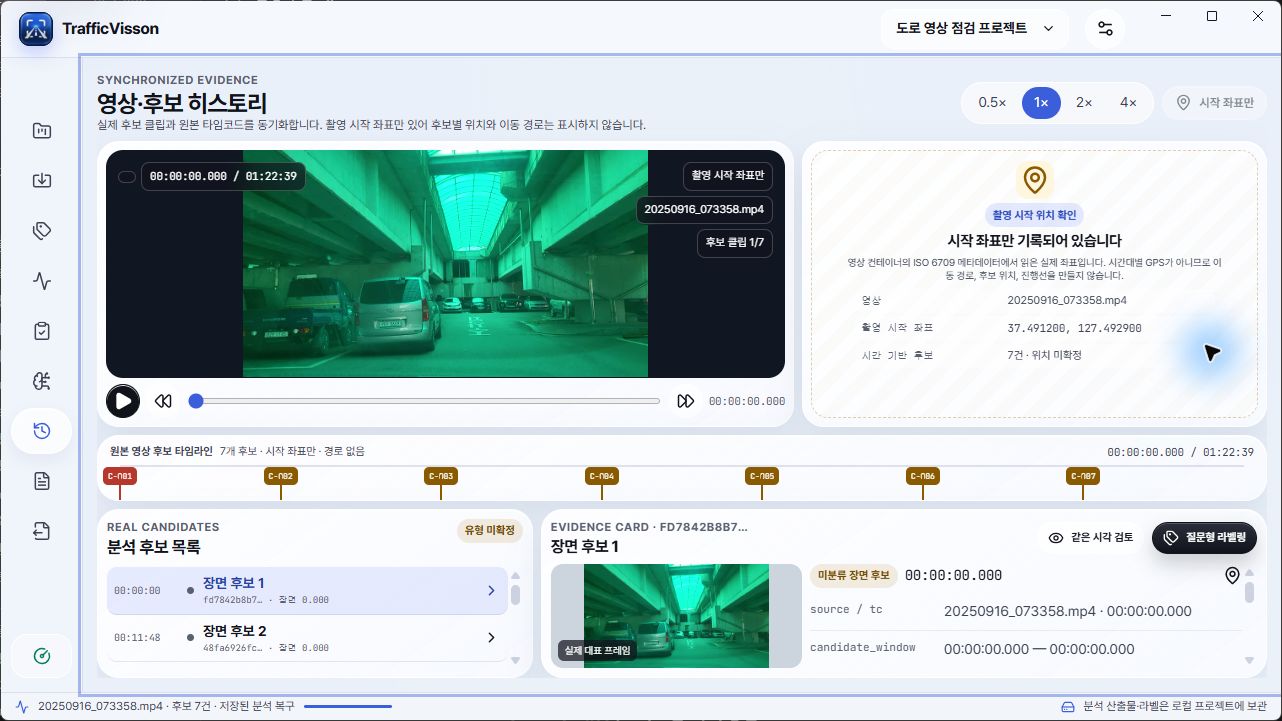 TrafficVisson
도로 영상 점검 프로젝트
SYNCHRONIZED EVIDENCE
영상·후보 히스토리
실제 후보 클립과 원본 타임코드를 동기화합니다. 촬영 시작 좌표만 있어 후보별 위치와 이동 경로는 표시하지 않습니다.
0.5× 1× 2× 4×
시작 좌표만
00:00:00.000 / 01:22:39
촬영 시작 좌표만
20250916_073358.mp4
후보 클립 1/7
00:00:00.000
촬영 시작 위치 확인
시작 좌표만 기록되어 있습니다
영상 컨테이너의 ISO 6709 메타데이터에서 읽은 실제 좌표입니다. 시간대별 GPS가 아니므로 이
동 경로, 후보 위치, 진행선을 만들지 않습니다.
영상 20250916_073358.mp4
촬영 시작 좌표 37.491200, 127.492900
시간 기반 후보 7건 · 위치 미확정
원본 영상 후보 타임라인 7개 후보 · 시작 좌표만 · 경로 없음
00:00:00.000 / 01:22:39
C-001 C-002 C-003 C-004 C-005 C-006 C-007
REAL CANDIDATES
분석 후보 목록
유형 미확정
00:00:00 장면 후보 1
fd7842b8b7… · 장면 0.000
00:11:48 장면 후보 2
48fa6926fc… · 장면 0.000
EVIDENCE CARD · FD7842B8B7…
장면 후보 1
같은 시각 검토
질문형 라벨링
실제 대표 프레임
미분류 장면 후보 00:00:00.000
source / tc 20250916_073358.mp4 · 00:00:00.000
candidate_window 00:00:00.000 — 00:00:00.000
20250916_073358.mp4 · 후보 7건 · 저장된 분석 복구
분석 산출물·라벨은 로컬 프로젝트에 보관